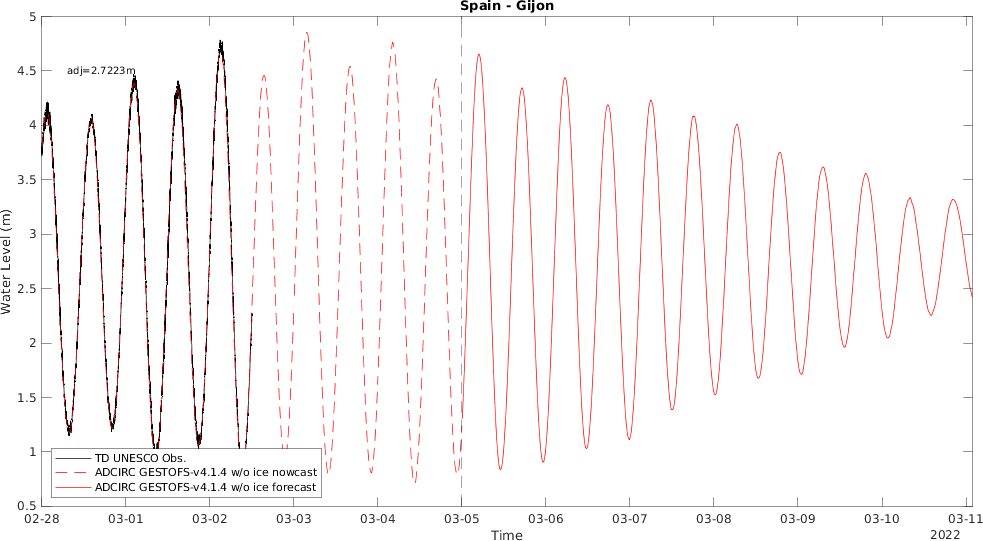 Spain - Gijon
adj=2.7223m
Water Level (m)
5
4.5
4
3.5
3
2.5
2
1.5
1
0.5
TD UNESCO Obs.
ADCIRC GESTOFS-v4.1.4 w/o ice nowcast
ADCIRC GESTOFS-v4.1.4 w/o ice forecast
02-28 03-01 03-02 03-03 03-04 03-05 03-06 03-07 03-08 03-09 03-10 03-11
Time
2022